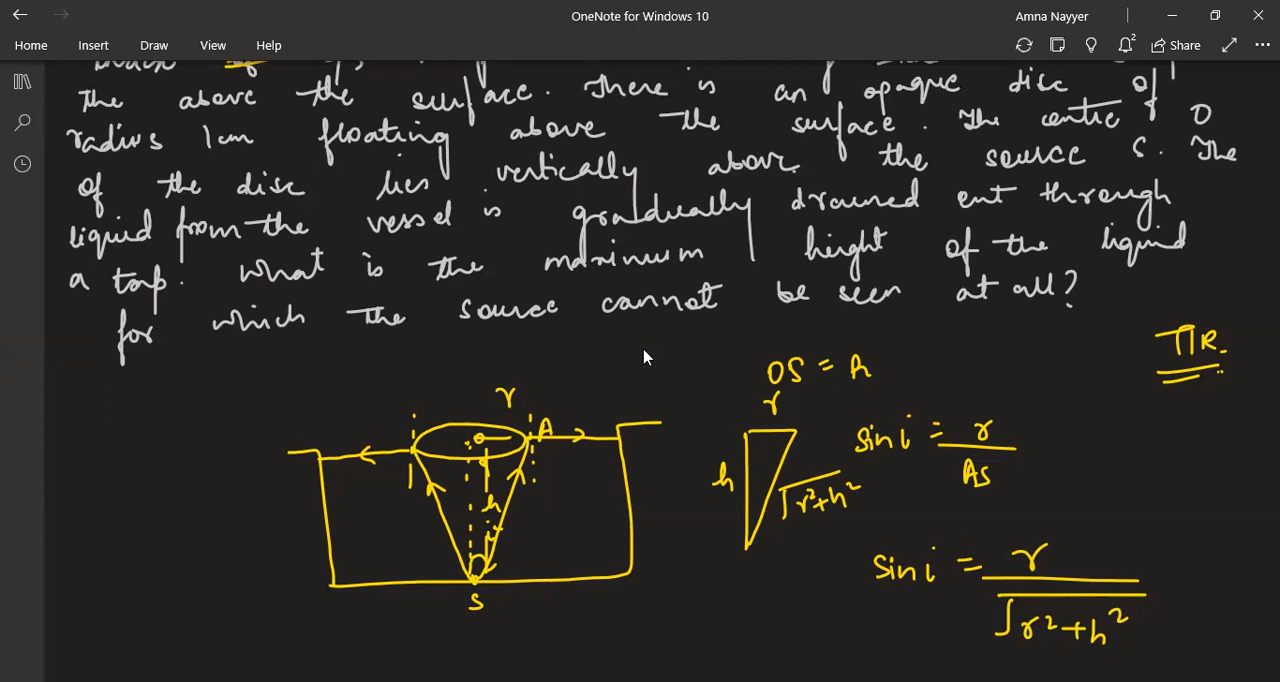 OneNote for Windows 10
Amna Nayyer
Home Insert Draw View Help
Share
The above the surface. There is an opaque disc of
radius 1cm floating above the surface. The centre O
of the disc lies vertically above the source S. The
liquid from the vessel is gradually drained out through
a tap. What is the maximum height of the liquid
for which the source cannot be seen at all?
TIR.
OS = h
r
r
A
h
sin i = r / AS
h
√r²+h²
i
S
sin i = r / √r²+h²